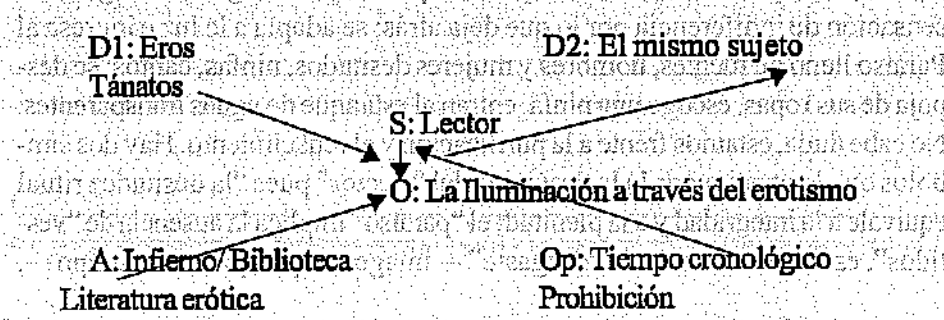 D1: Eros
Tánatos
D2: El mismo sujeto
S: Lector
O: La Iluminación a través del erotismo
A: Infierno/Biblioteca
Literatura erótica
Op: Tiempo cronológico
Prohibición